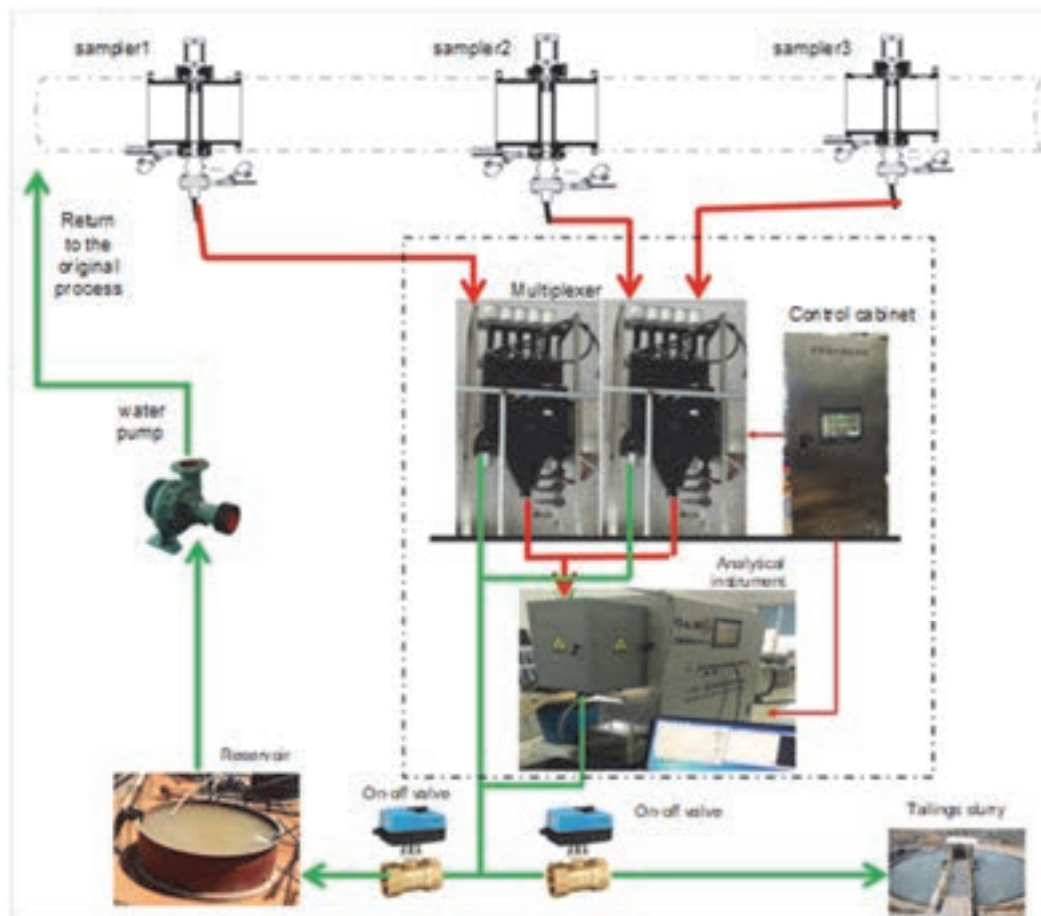 sampler1
sampler2
sampler3
Return
to the
original
process
Multiplexer
Control cabinet
water
pump
Analytical
instrument
Reservoir
On-off valve
On-off valve
Tailings slurry